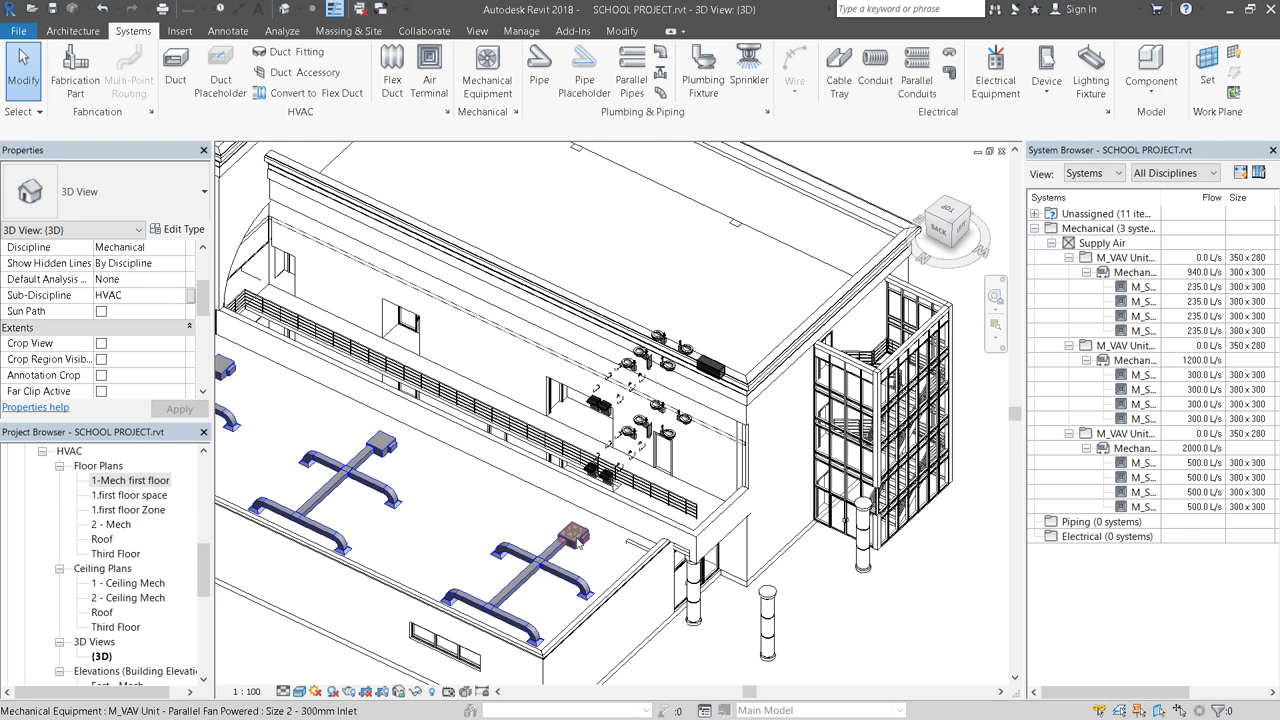 Autodesk Revit 2018 - SCHOOL PROJECT.rvt - 3D View: {3D}
Type a keyword or phrase
Sign In
File Architecture Systems Insert Annotate Analyze Massing & Site Collaborate View Manage Add-Ins Modify
Modify
Select
Fabrication Part
Multi-Point Routing
Fabrication
Duct
Duct Placeholder
Duct Fitting
Duct Accessory
Convert to Flex Duct
Flex Duct
Air Terminal
HVAC
Mechanical Equipment
Mechanical
Pipe
Pipe Placeholder
Parallel Pipes
Plumbing Fixture
Sprinkler
Plumbing & Piping
Wire
Cable Tray
Conduit
Parallel Conduits
Electrical Equipment
Device
Lighting Fixture
Electrical
Component
Model
Set
Work Plane
Properties
3D View
3D View: {3D}
Edit Type
Discipline Mechanical
Show Hidden Lines By Discipline
Default Analysis ... None
Sub-Discipline HVAC
Sun Path
Extents
Crop View
Crop Region Visib...
Annotation Crop
Far Clip Active
Properties help
Apply
Project Browser - SCHOOL PROJECT.rvt
HVAC
Floor Plans
1-Mech first floor
1.first floor space
1.first floor Zone
2 - Mech
Roof
Third Floor
Ceiling Plans
1 - Ceiling Mech
2 - Ceiling Mech
Roof
Third Floor
3D Views
{3D}
Elevations (Building Elevatio
East - Mech
TOP
BACK
LEFT
System Browser - SCHOOL PROJECT.rvt
View: Systems All Disciplines
Systems Flow Size
Unassigned (11 ite...
Mechanical (3 syste...
Supply Air
M_VAV Unit... 0.0 L/s 350 x 280
Mechan... 940.0 L/s 300 x 300
M_S... 235.0 L/s 300 x 300
M_S... 235.0 L/s 300 x 300
M_S... 235.0 L/s 300 x 300
M_S... 235.0 L/s 300 x 300
M_VAV Unit... 0.0 L/s 350 x 280
Mechan... 1200.0 L/s 300 x 300
M_S... 300.0 L/s 300 x 300
M_S... 300.0 L/s 300 x 300
M_S... 300.0 L/s 300 x 300
M_S... 300.0 L/s 300 x 300
M_VAV Unit... 0.0 L/s 350 x 280
Mechan... 2000.0 L/s 300 x 300
M_S... 500.0 L/s 300 x 300
M_S... 500.0 L/s 300 x 300
M_S... 500.0 L/s 300 x 300
M_S... 500.0 L/s 300 x 300
Piping (0 systems)
Electrical (0 systems)
1 : 100
Mechanical Equipment : M_VAV Unit - Parallel Fan Powered : Size 2 - 300mm Inlet
:0
Main Model
:0